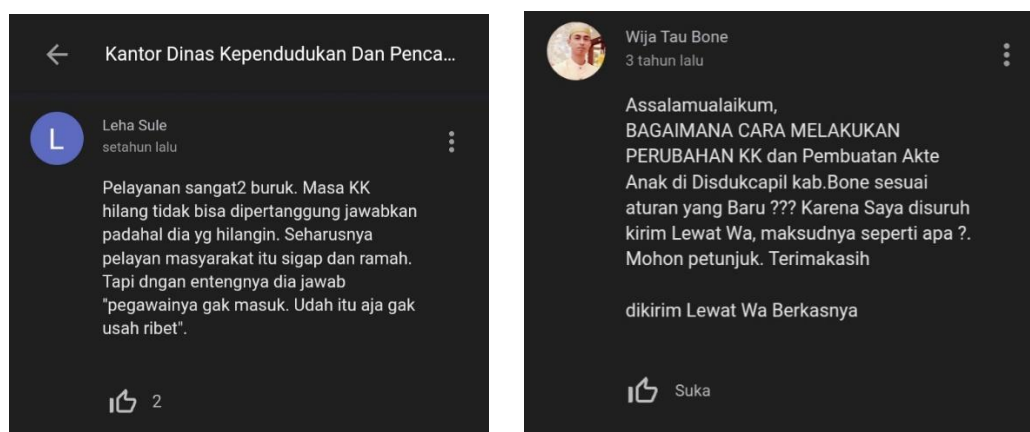 Kantor Dinas Kependudukan Dan Penca...
L
Leha Sule
setahun lalu
Pelayanan sangat2 buruk. Masa KK
hilang tidak bisa dipertanggung jawabkan
padahal dia yg hilangin. Seharusnya
pelayan masyarakat itu sigap dan ramah.
Tapi dngan entengnya dia jawab
"pegawainya gak masuk. Udah itu aja gak
usah ribet".
2
Wija Tau Bone
3 tahun lalu
Assalamualaikum,
BAGAIMANA CARA MELAKUKAN
PERUBAHAN KK dan Pembuatan Akte
Anak di Disdukcapil kab.Bone sesuai
aturan yang Baru ??? Karena Saya disuruh
kirim Lewat Wa, maksudnya seperti apa ?.
Mohon petunjuk. Terimakasih
dikirim Lewat Wa Berkasnya
Suka